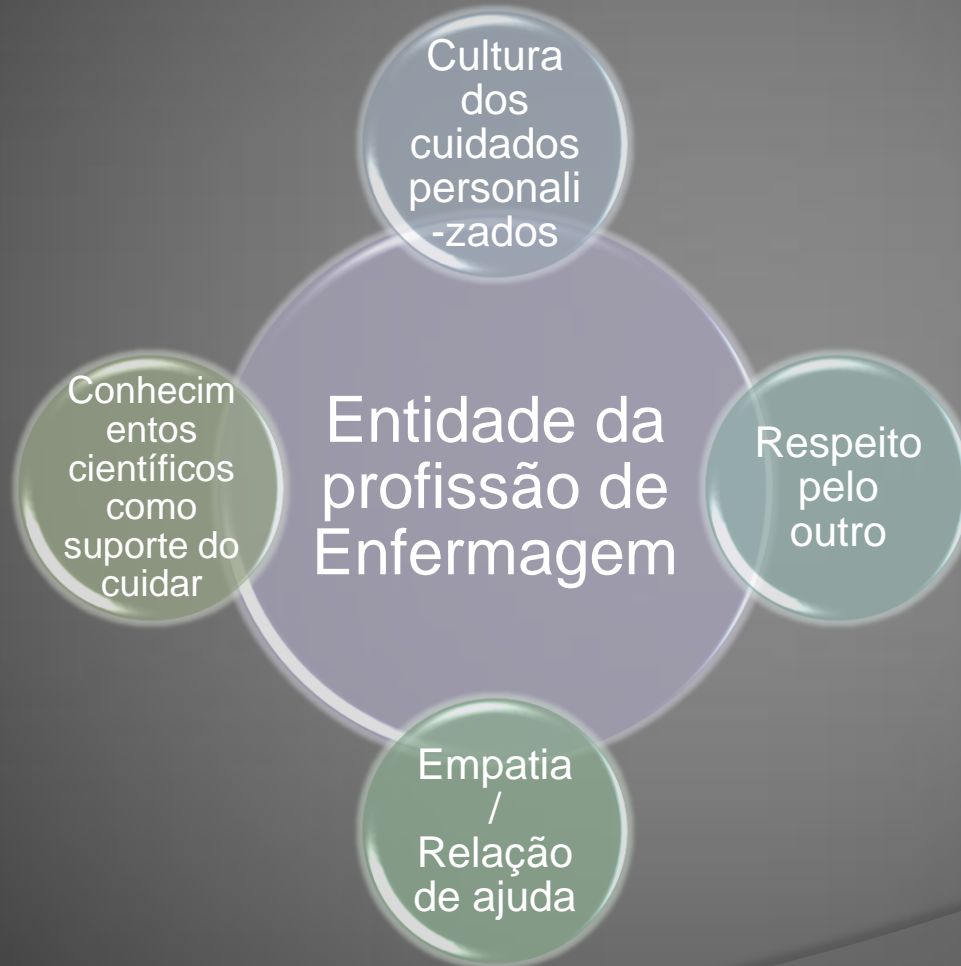 Cultura
dos
cuidados
personali
-zados
Conhecim
entos
científicos
como
suporte do
cuidar
Entidade da
profissão de
Enfermagem
Respeito
pelo
outro
Empatia
/
Relação
de ajuda